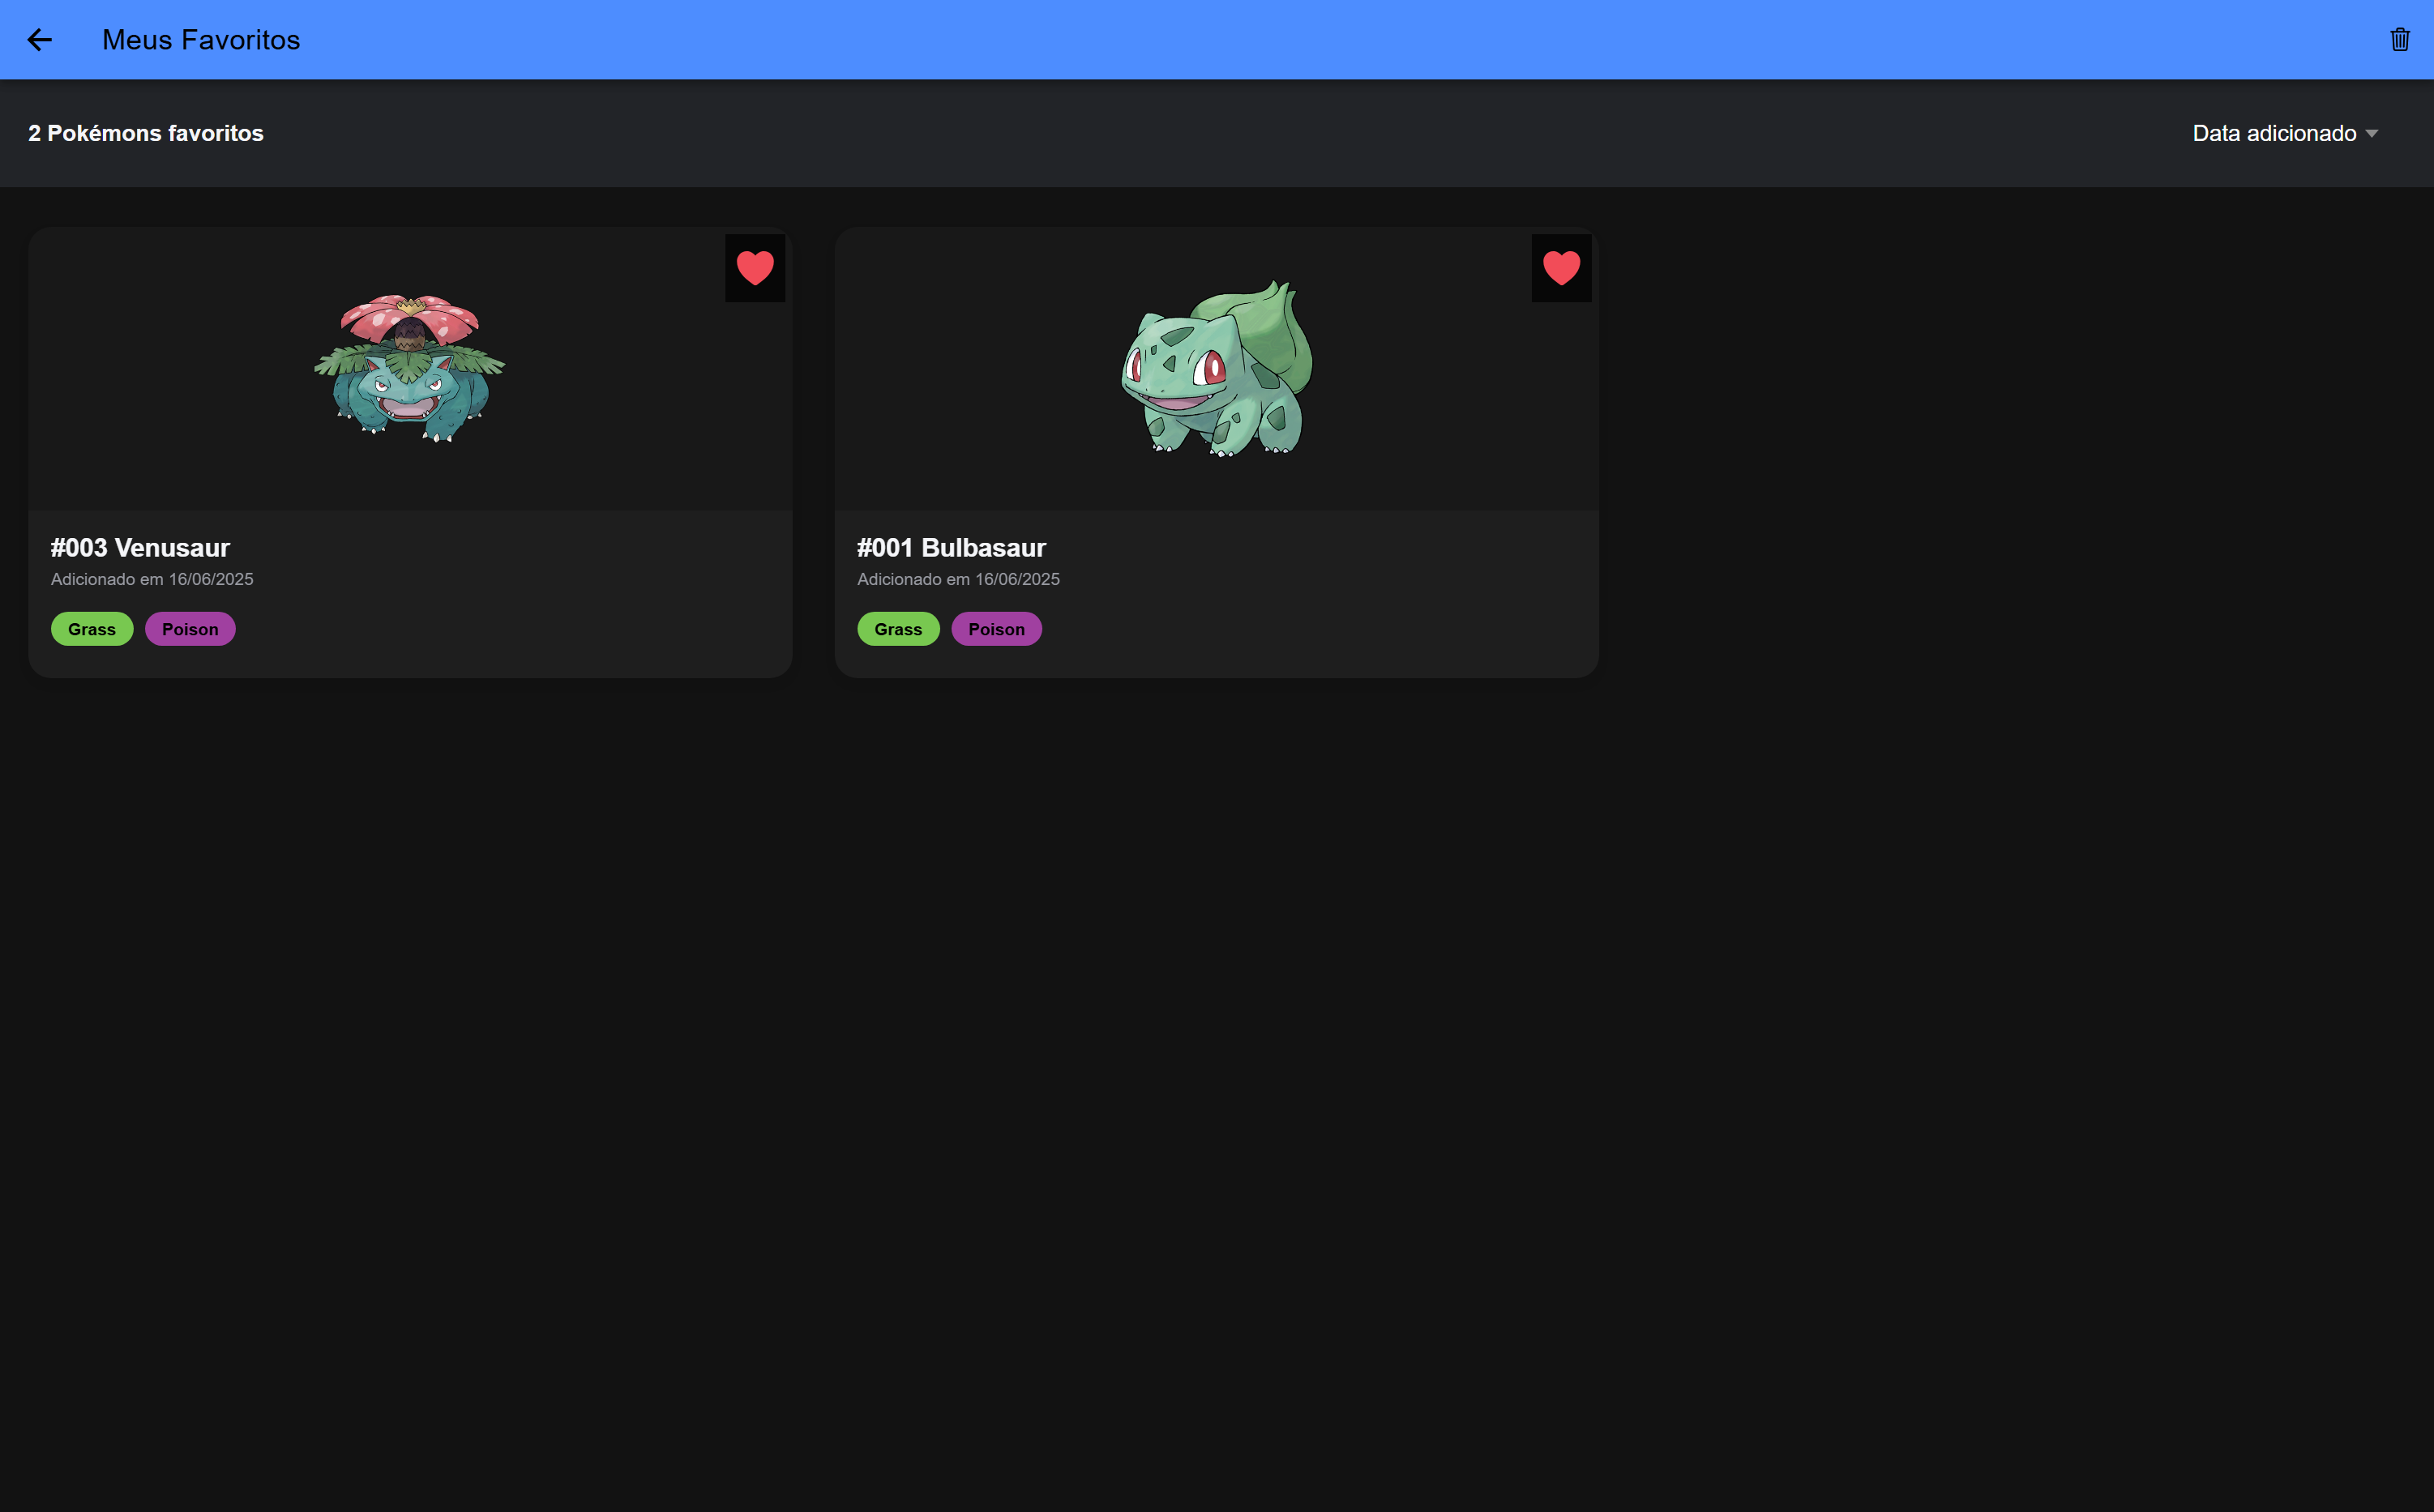 Meus Favoritos
2 Pokémons favoritos
Data adicionado
#003 Venusaur
Adicionado em 16/06/2025
Grass Poison
#001 Bulbasaur
Adicionado em 16/06/2025
Grass Poison